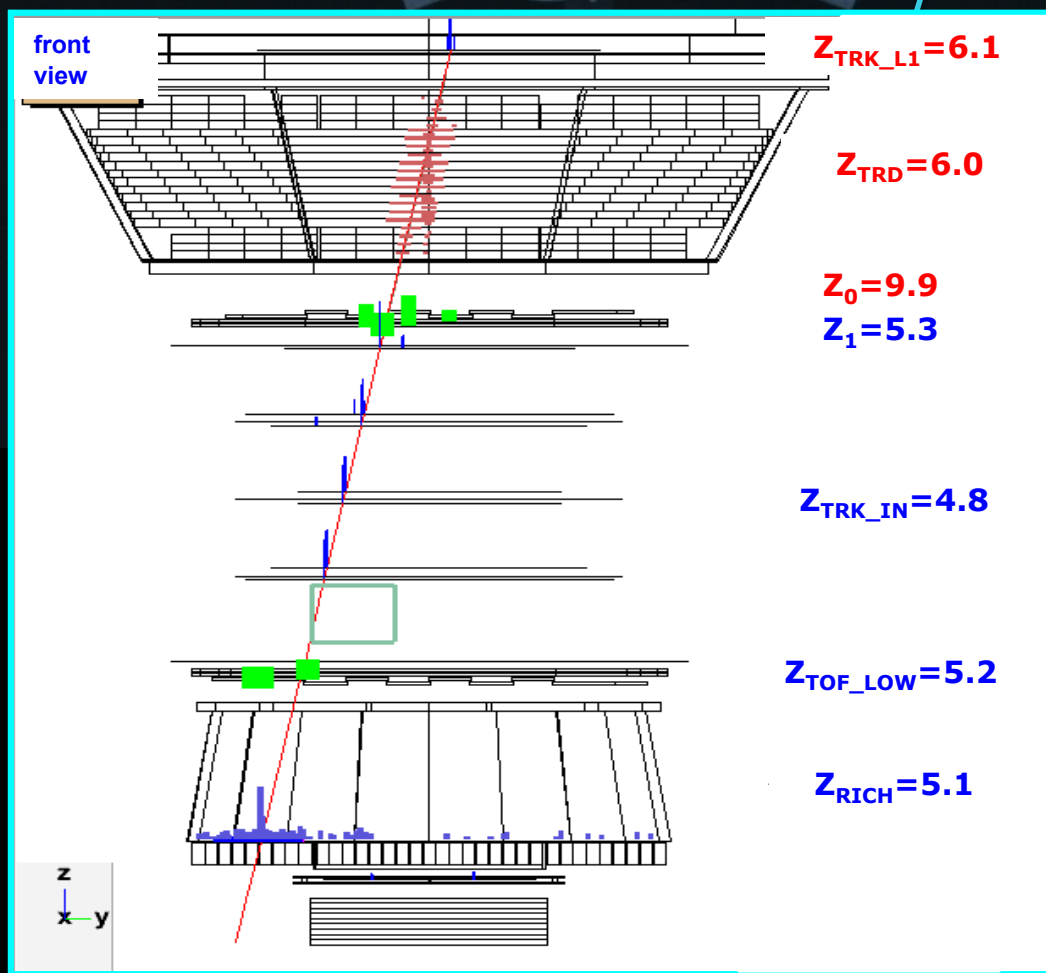 front
view
Z_TRK_L1=6.1
Z_TRD=6.0
Z_0=9.9
Z_1=5.3
Z_TRK_IN=4.8
Z_TOF_LOW=5.2
Z_RICH=5.1
z
x y